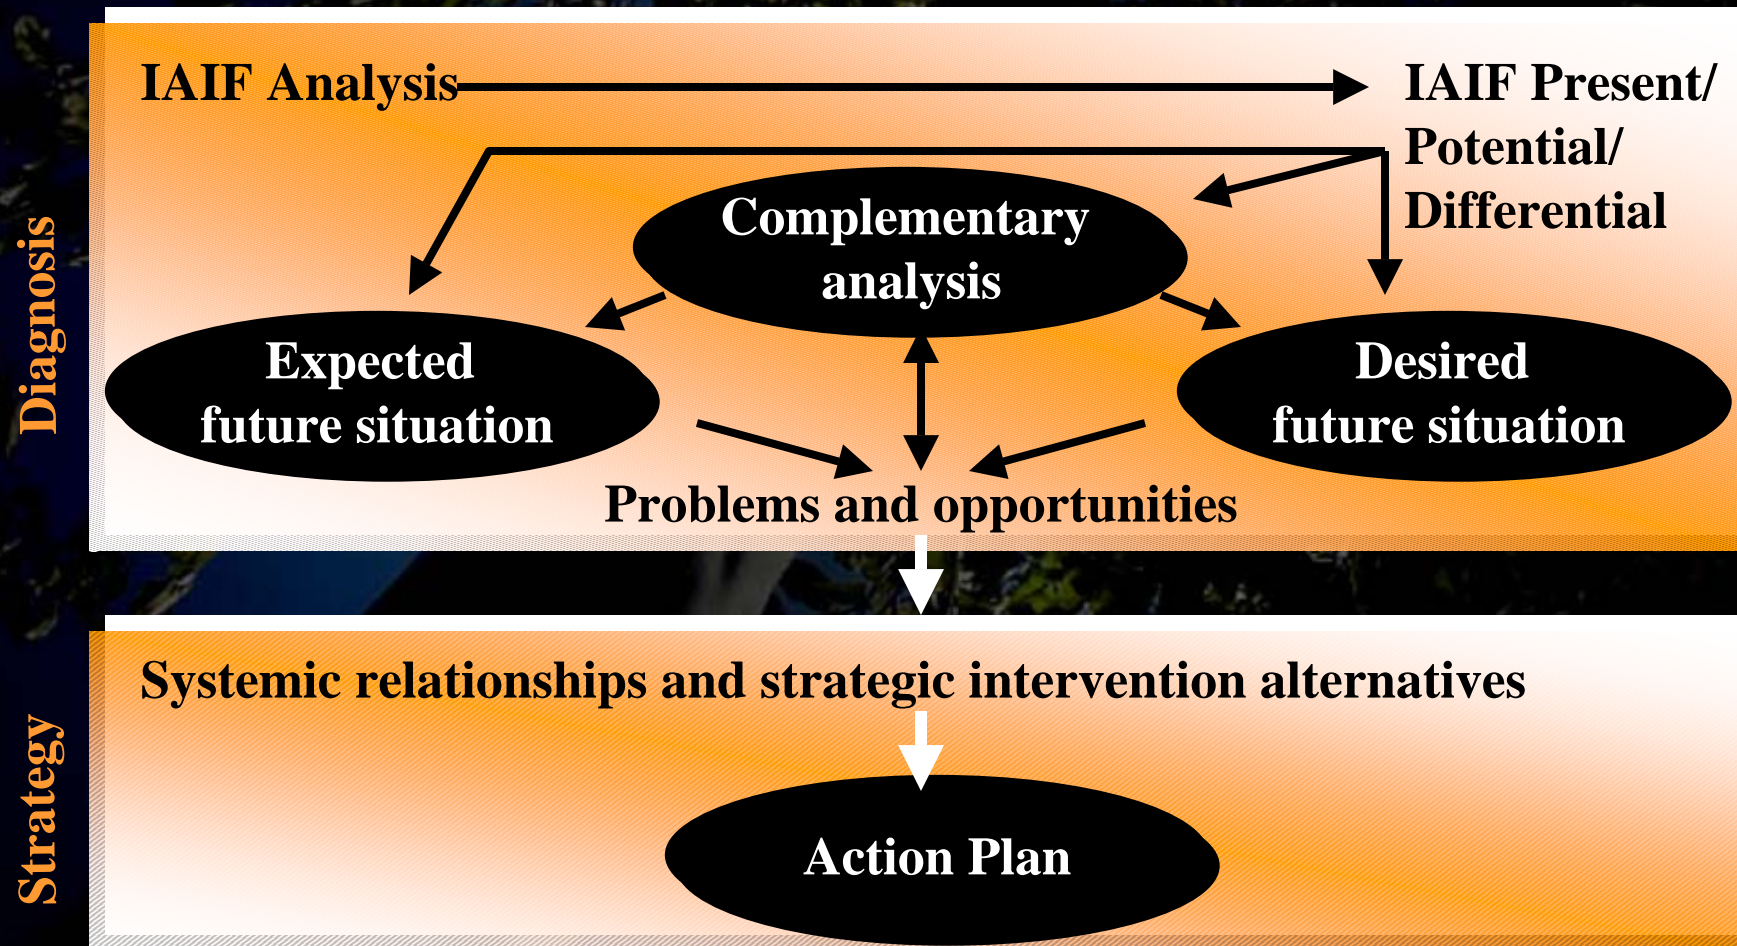 IAIF Analysis
IAIF Present/
Potential/
Differential
Complementary
analysis
Expected
future situation
Desired
future situation
Problems and opportunities
Diagnosis
Systemic relationships and strategic intervention alternatives
Action Plan
Strategy